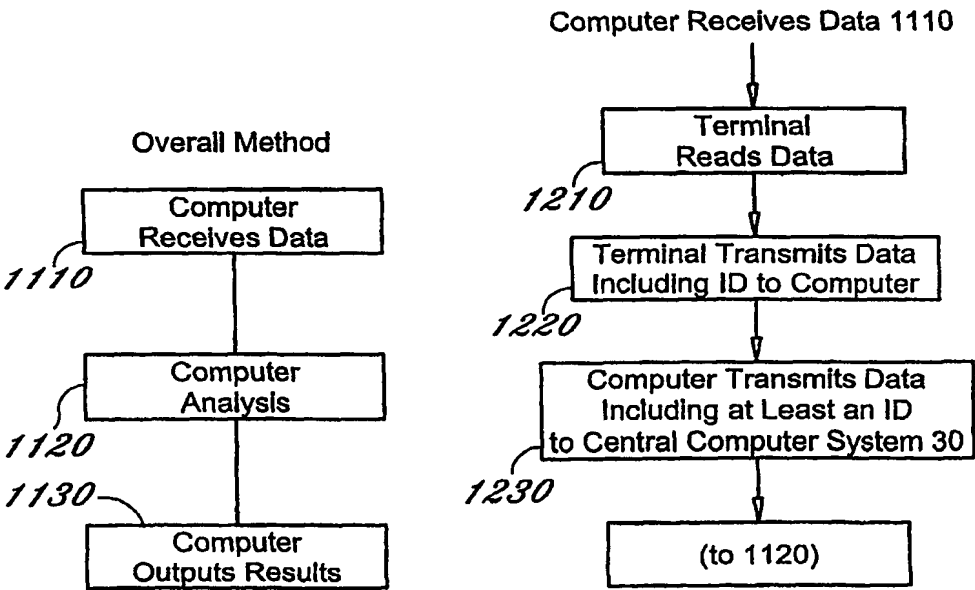 Overall Method
Computer
Receives Data
1110
Computer
Analysis
1120
1130
Computer
Outputs Results
Computer Receives Data 1110
Terminal
Reads Data
1210
Terminal Transmits Data
Including ID to Computer
1220
Computer Transmits Data
Including at Least an ID
to Central Computer System 30
1230
(to 1120)